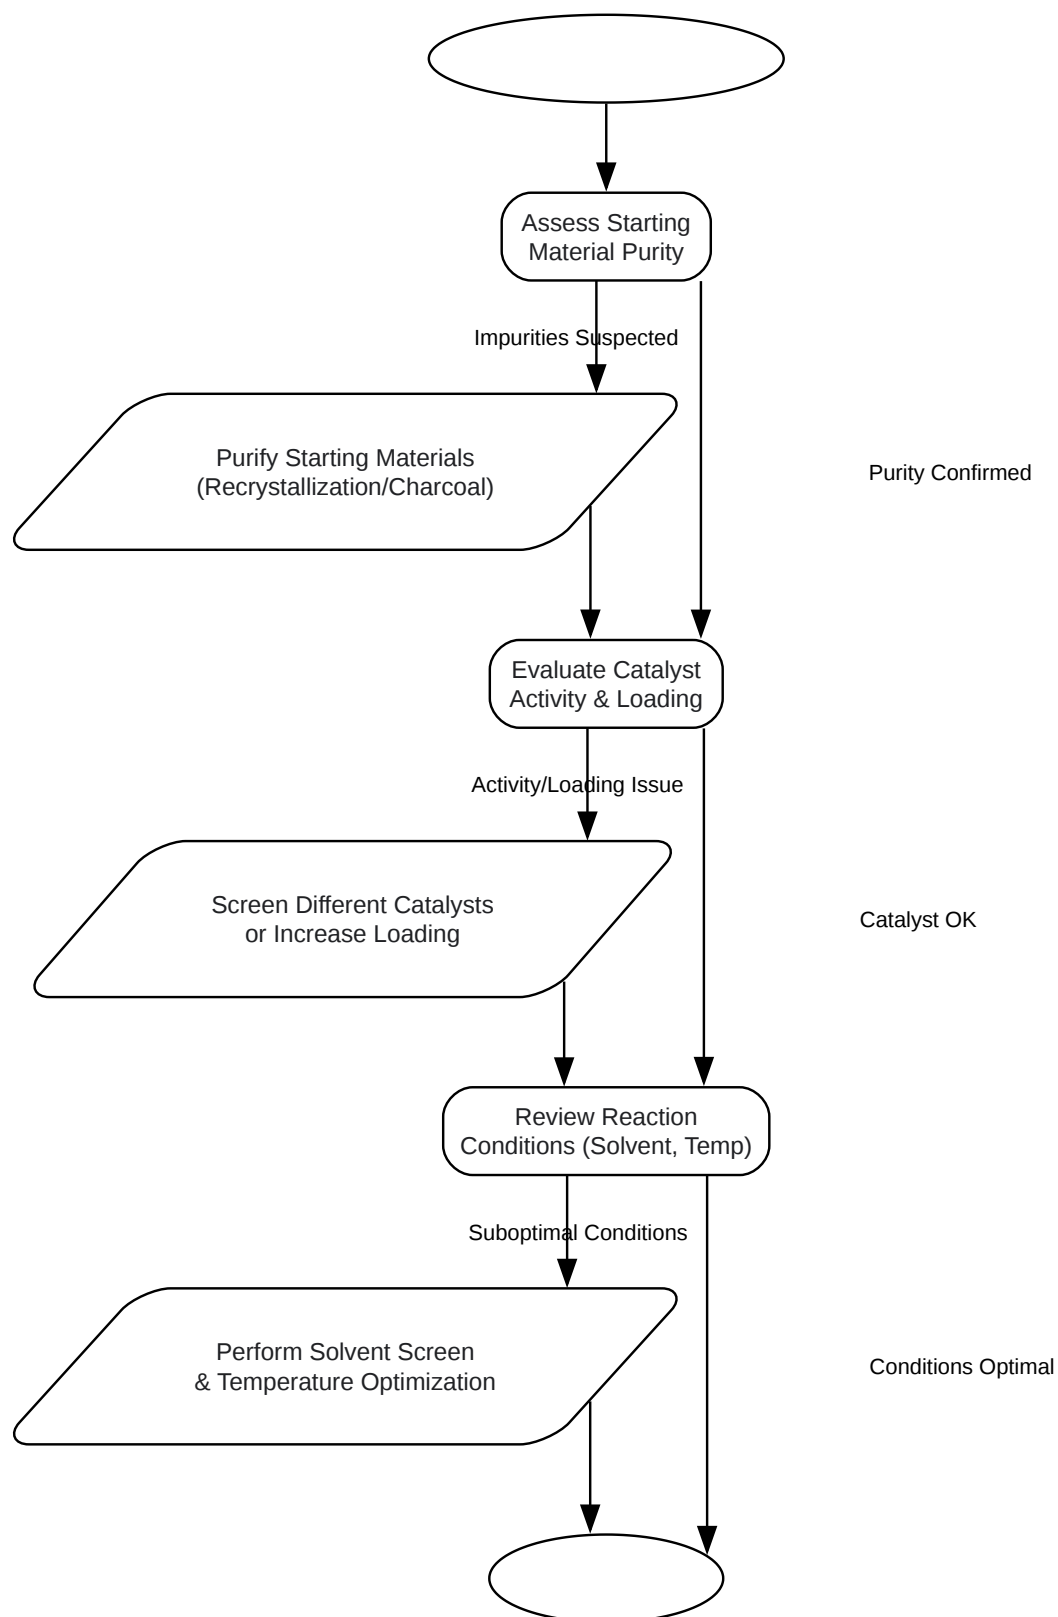 Assess Starting
Material Purity
Impurities Suspected
Purify Starting Materials
(Recrystallization/Charcoal)
Purity Confirmed
Evaluate Catalyst
Activity & Loading
Activity/Loading Issue
Screen Different Catalysts
or Increase Loading
Catalyst OK
Review Reaction
Conditions (Solvent, Temp)
Suboptimal Conditions
Perform Solvent Screen
& Temperature Optimization
Conditions Optimal